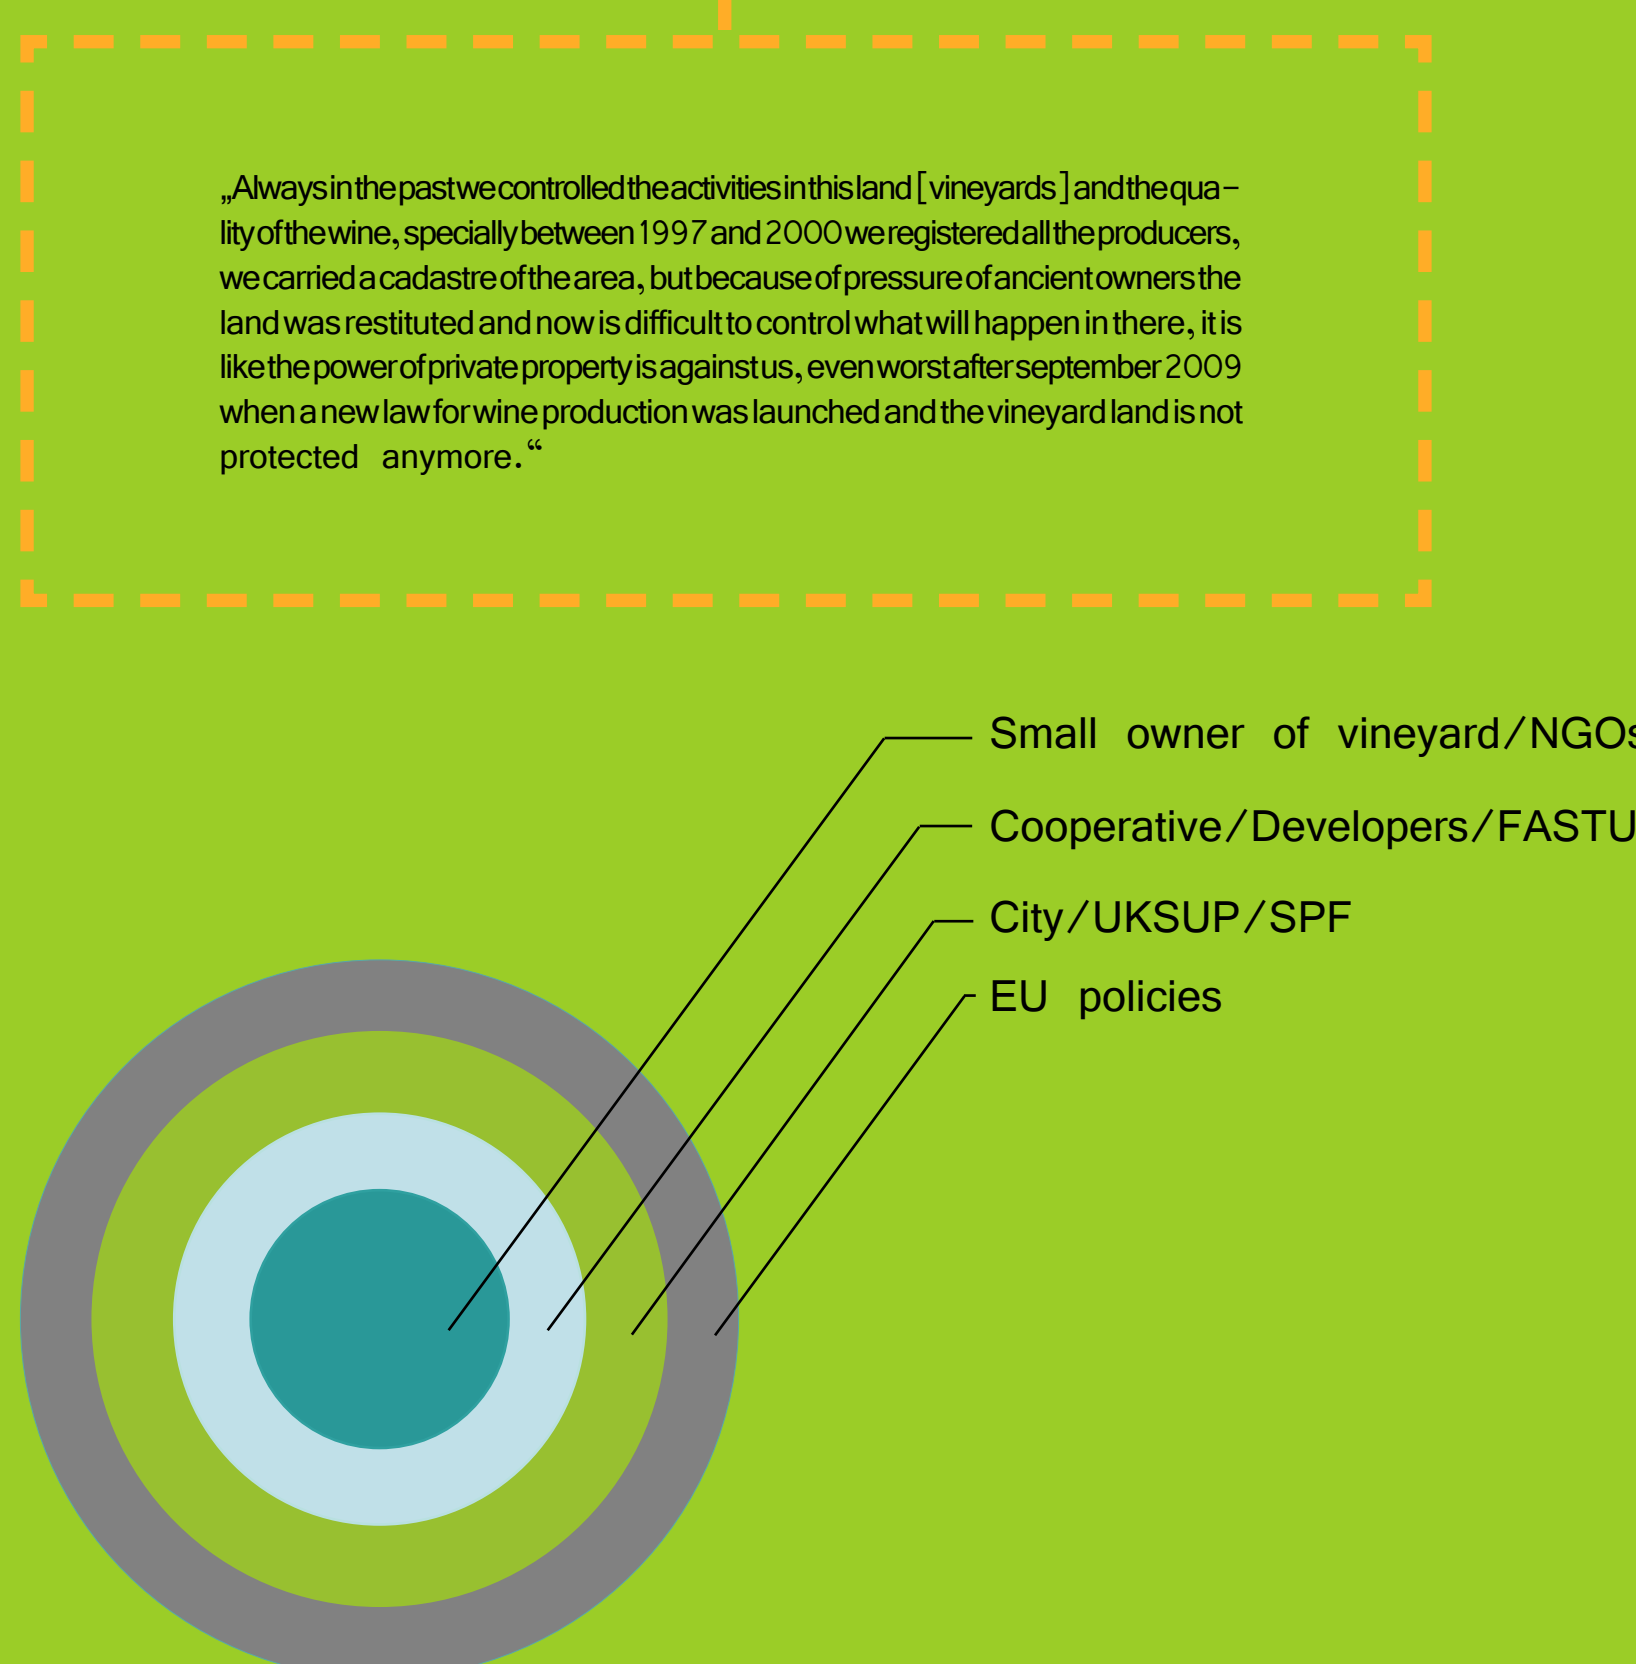 „Always in the past we controlled the activities in this land [vineyards] and the qua-
lity of the wine, specially between 1997 and 2000 we registered all the producers,
we carried a cadastre of the area, but because of pressure of ancient owners the
land was restituted and now is difficult to control what will happen in there, it is
like the power of private property is against us, even worst after september 2009
when a new law for wine production was launched and the vineyard land is not
protected anymore.“
Small owner of vineyard/NGOs
Cooperative/Developers/FASTU
City/UKSUP/SPF
EU policies